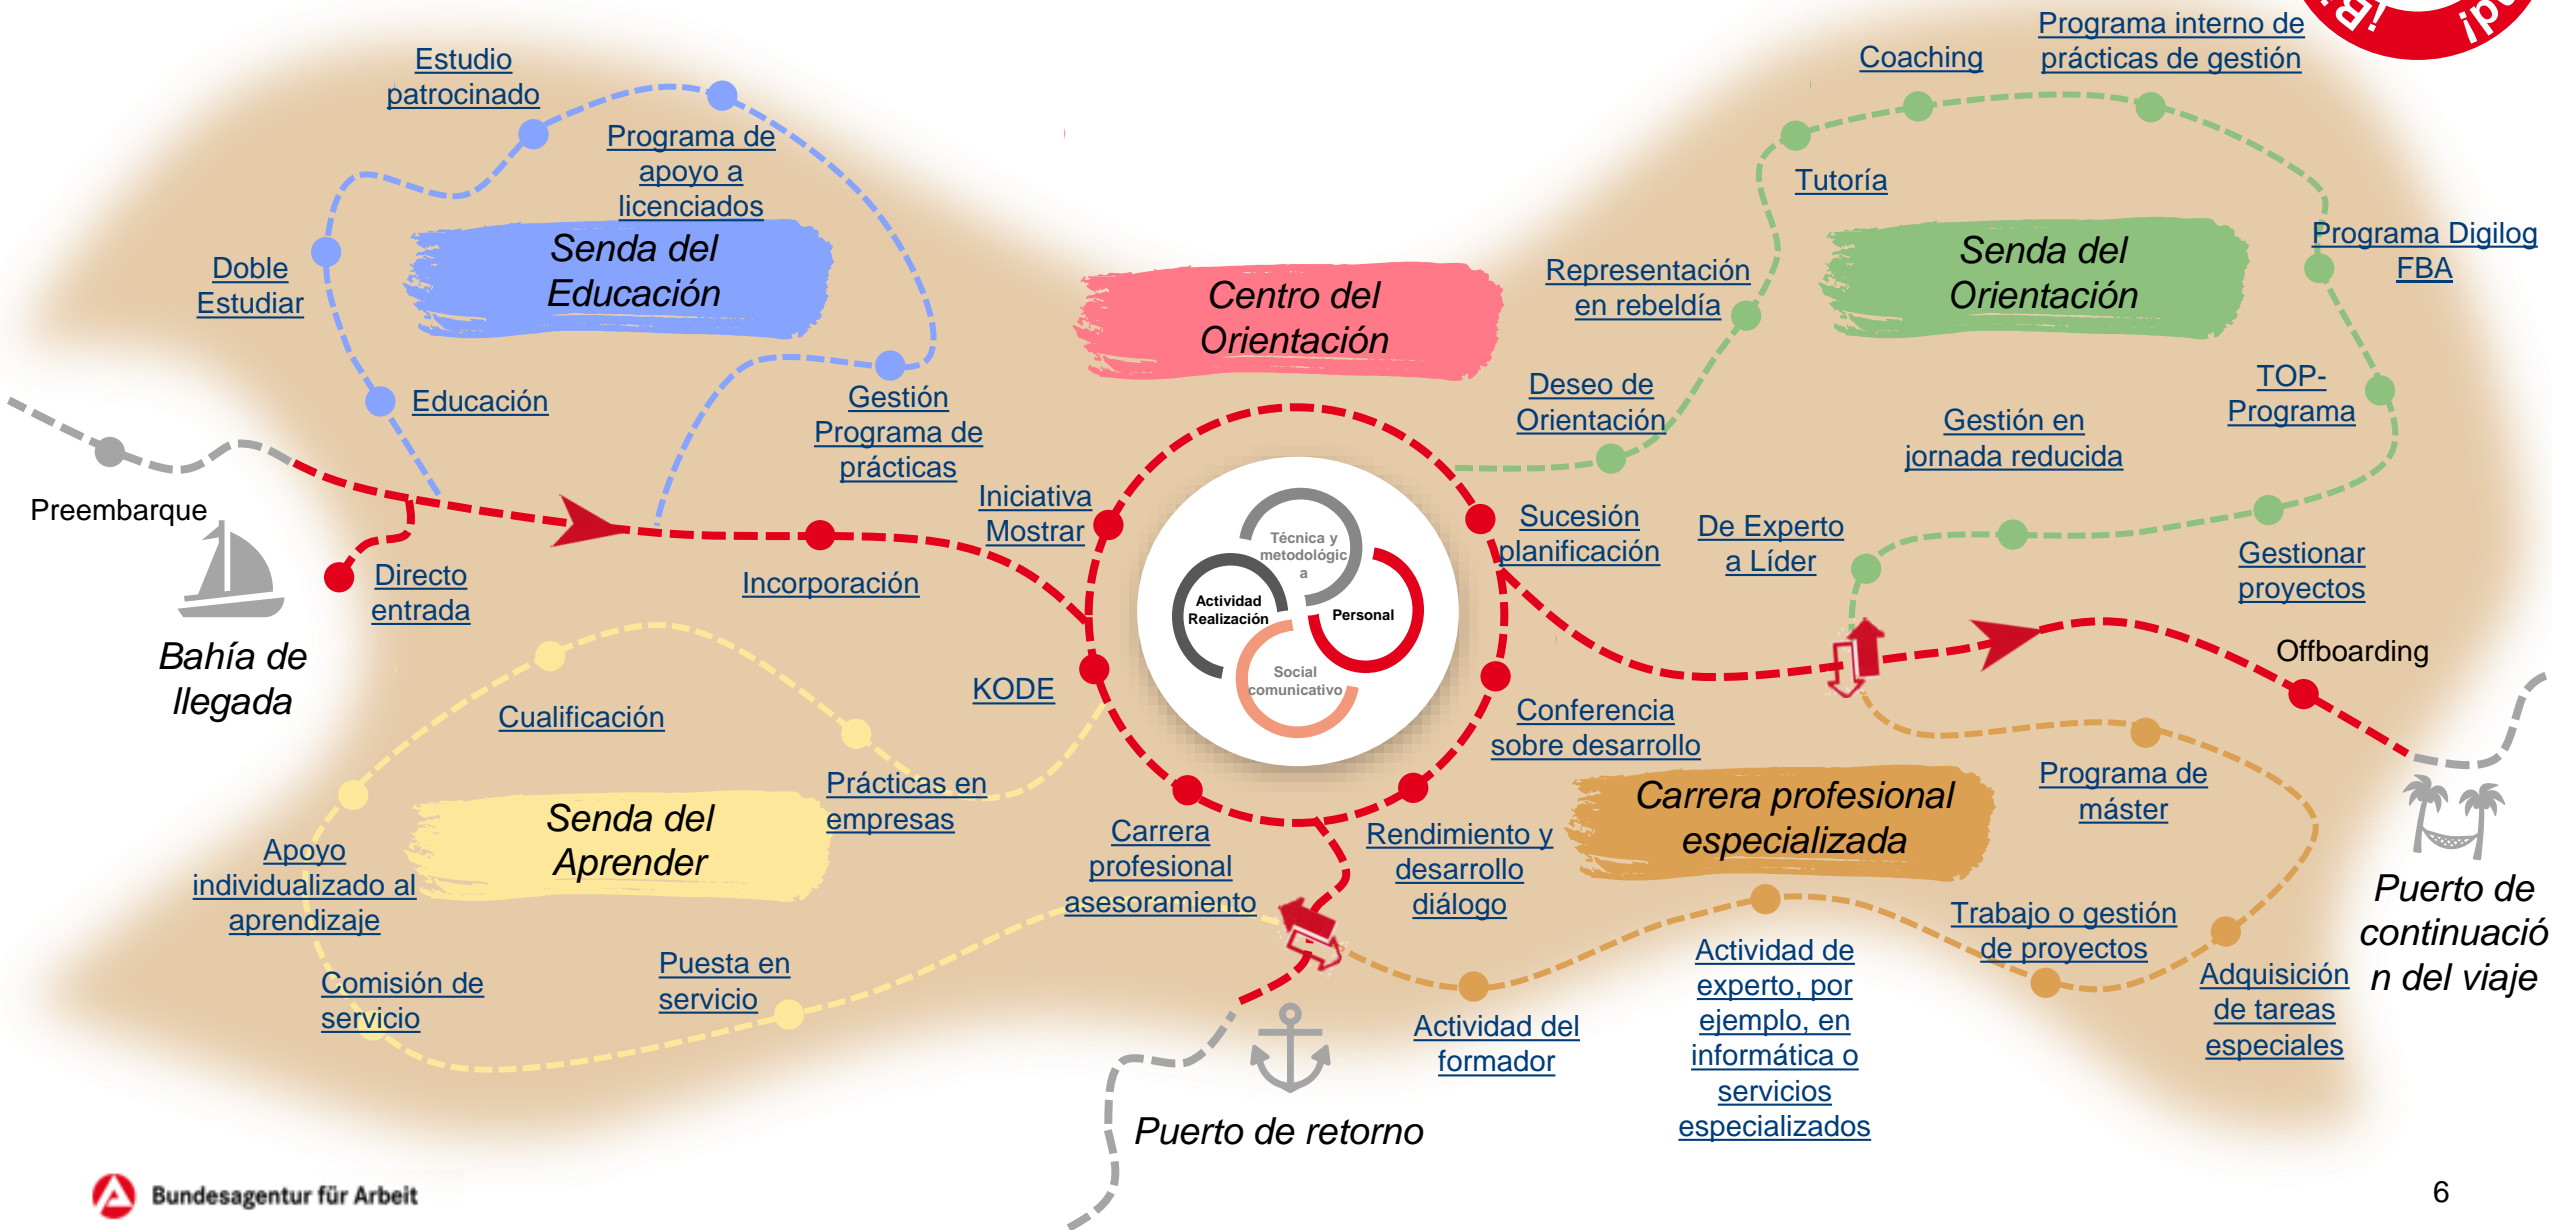 Programa interno de
prácticas de gestión
Coaching
Estudio
patrocinado
Programa de
apoyo a
licenciados
Tutoría
Senda del
Educación
Doble
Estudiar
Centro del
Orientación
Representación
en rebeldía
Senda del
Orientación
Programa Digilog
FBA
Educación
Gestión
Programa de
prácticas
Deseo de
Orientación
Gestión en
jornada reducida
TOP-
Programa
Preembarque
Iniciativa
Mostrar
Sucesión
planificación
De Experto
a Líder
Gestionar
proyectos
Directo
entrada
Incorporación
Técnica y
metodológic
a
Actividad
Realización
Personal
Social
comunicativo
Bahía de
llegada
Offboarding
KODE
Cualificación
Conferencia
sobre desarrollo
Prácticas en
empresas
Senda del
Aprender
Carrera profesional
especializada
Programa de
máster
Apoyo
individualizado al
aprendizaje
Carrera
profesional
asesoramiento
Rendimiento y
desarrollo
diálogo
Puerto de
continuació
n del viaje
Trabajo o gestión
de proyectos
Comisión de
servicio
Puesta en
servicio
Actividad de
experto, por
ejemplo, en
informática o
servicios
especializados
Adquisición
de tareas
especiales
Actividad del
formador
Puerto de retorno
Bundesagentur für Arbeit
6